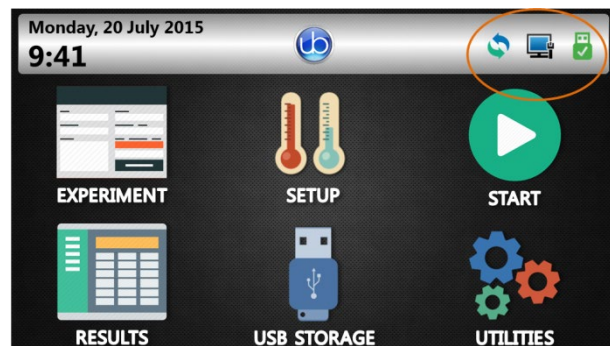 Monday, 20 July 2015
9:41
ub
EXPERIMENT
SETUP
START
RESULTS
USB STORAGE
UTILITIES